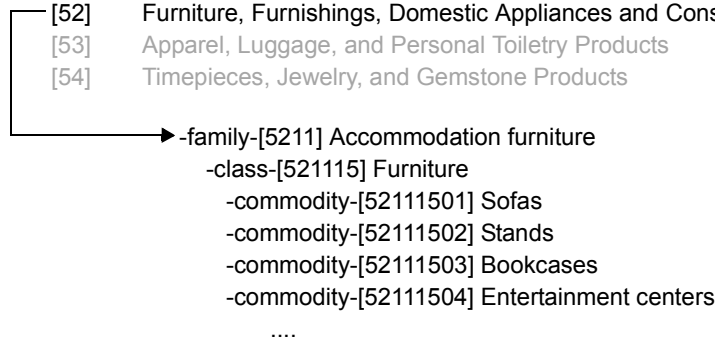 [52] Furniture, Furnishings, Domestic Appliances and Cons
[53] Apparel, Luggage, and Personal Toiletry Products
[54] Timepieces, Jewelry, and Gemstone Products
-family-[5211] Accommodation furniture
-class-[521115] Furniture
-commodity-[52111501] Sofas
-commodity-[52111502] Stands
-commodity-[52111503] Bookcases
-commodity-[52111504] Entertainment centers
....